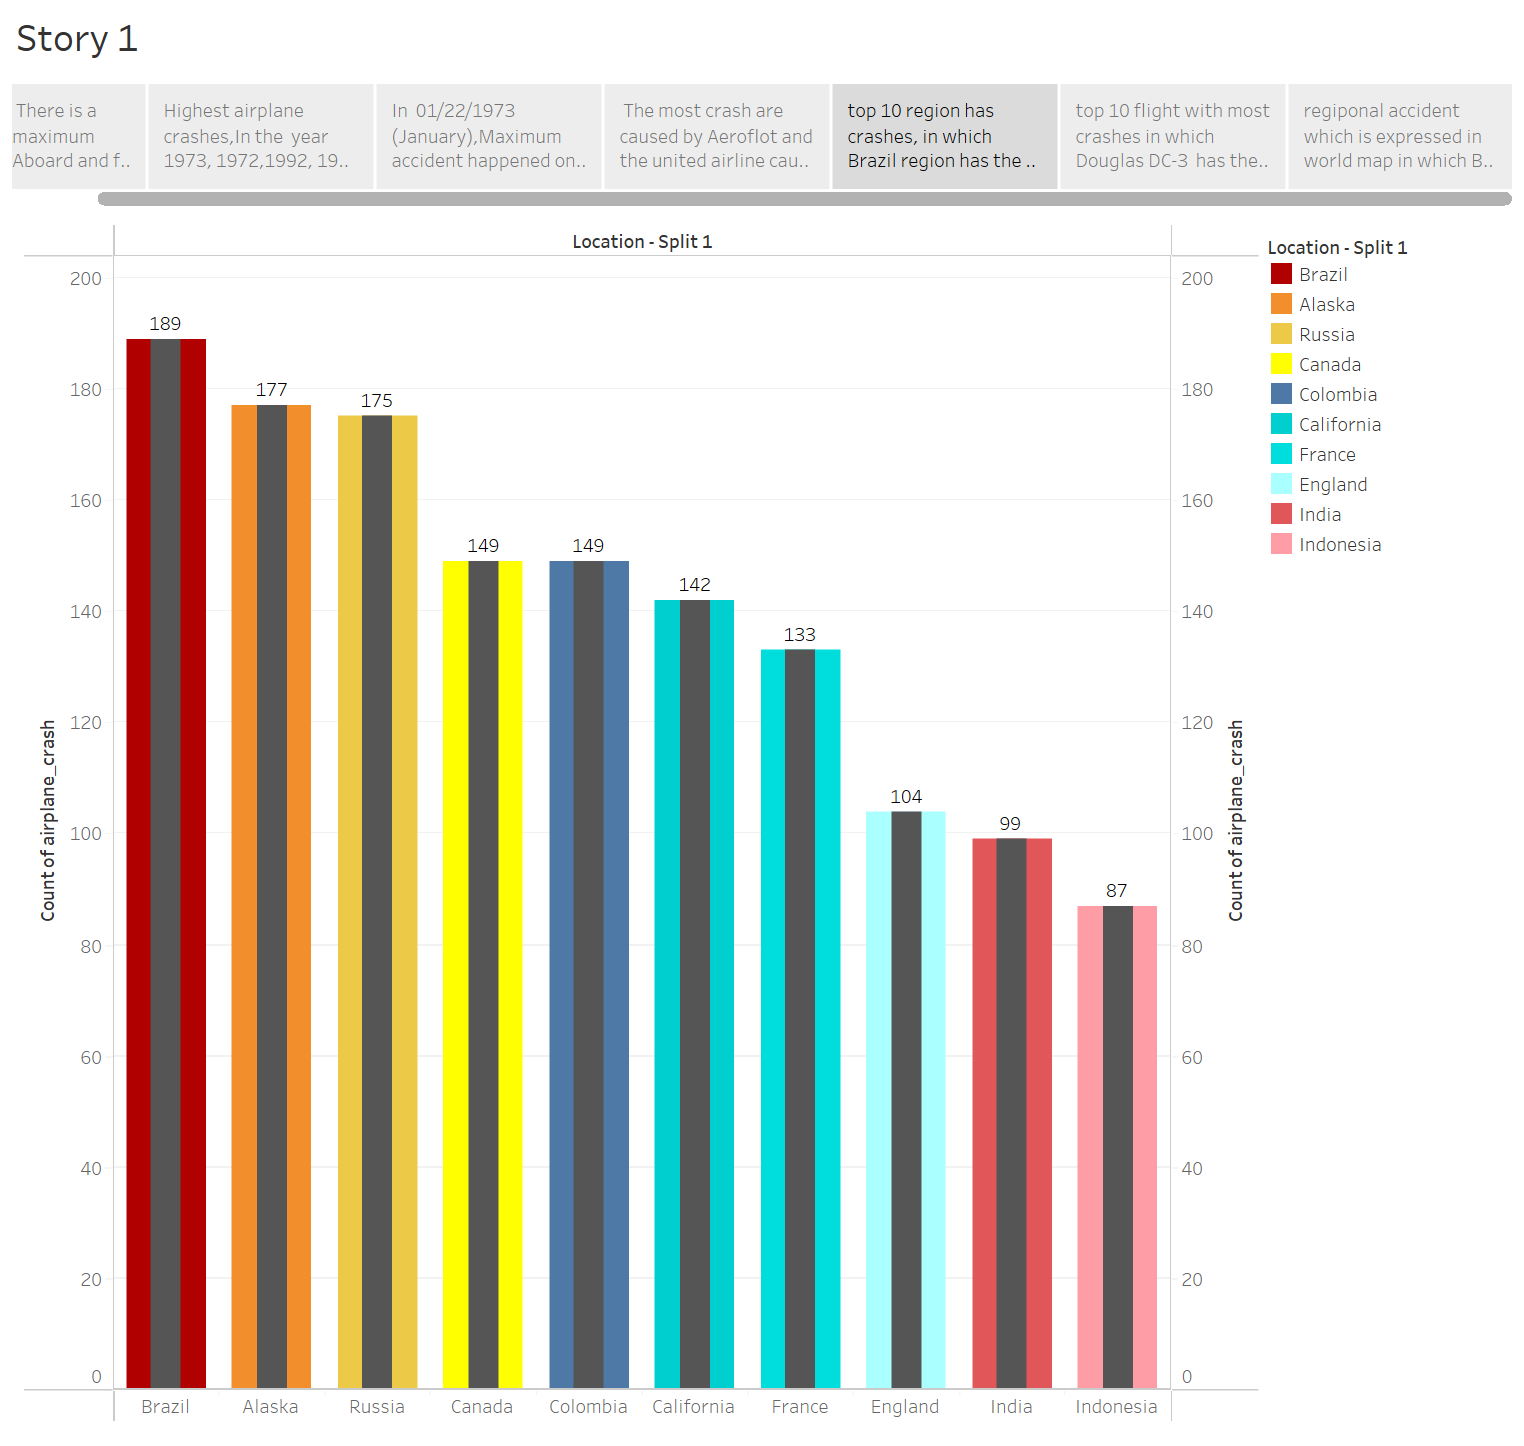 Story 1
There is a
maximum
Aboard and f..
Highest airplane
crashes,In the year
1973, 1972,1992, 19..
In 01/22/1973
(January),Maximum
accident happened on..
The most crash are
caused by Aeroflot and
the united airline cau..
top 10 region has
crashes, in which
Brazil region has the ..
top 10 flight with most
crashes in which
Douglas DC-3 has the..
regiponal accident
which is expressed in
world map in which B..
Location - Split 1
200
180
160
140
120
100
80
60
40
20
0
Count of airplane_crash
189
177
175
149
149
142
133
104
99
87
Brazil
Alaska
Russia
Canada
Colombia
California
France
England
India
Indonesia
200
180
160
140
120
100
80
60
40
20
0
Count of airplane_crash
Location - Split 1
Brazil
Alaska
Russia
Canada
Colombia
California
France
England
India
Indonesia